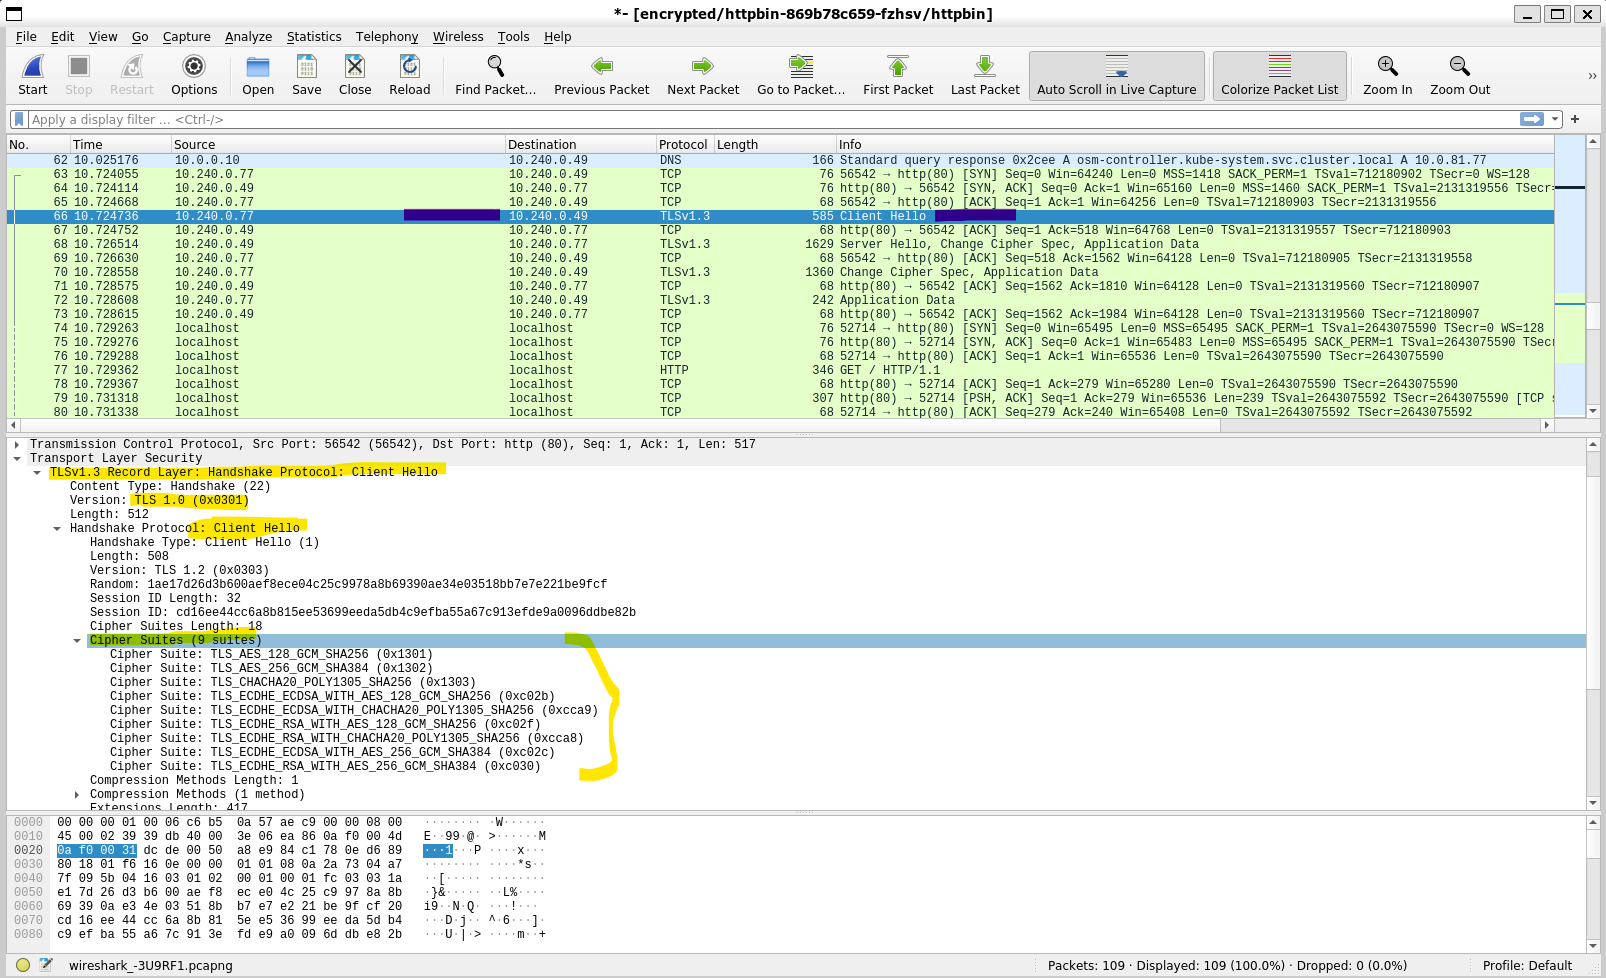 *- [encrypted/httpbin-869b78c659-fzhsv/httpbin]
File Edit View Go Capture Analyze Statistics Telephony Wireless Tools Help
Start Stop Restart Options Open Save Close Reload Find Packet... Previous Packet Next Packet Go to Packet... First Packet Last Packet Auto Scroll in Live Capture Colorize Packet List Zoom In Zoom Out
Apply a display filter ... <Ctrl-/>
No. Time Source Destination Protocol Length Info
62 10.025176 10.0.0.10 10.240.0.49 DNS 166 Standard query response 0x2cee A osm-controller.kube-system.svc.cluster.local A 10.0.81.77
63 10.724055 10.240.0.77 10.240.0.49 TCP 76 56542 → http(80) [SYN] Seq=0 Win=64240 Len=0 MSS=1418 SACK_PERM=1 TSval=712180902 TSecr=0 WS=128
64 10.724114 10.240.0.49 10.240.0.77 TCP 76 http(80) → 56542 [SYN, ACK] Seq=0 Ack=1 Win=65160 Len=0 MSS=1460 SACK_PERM=1 TSval=2131319556 TSecr=
65 10.724668 10.240.0.77 10.240.0.49 TCP 68 56542 → http(80) [ACK] Seq=1 Ack=1 Win=64256 Len=0 TSval=712180903 TSecr=2131319556
66 10.724736 10.240.0.77 10.240.0.49 TLSv1.3 585 Client Hello
67 10.724752 10.240.0.49 10.240.0.77 TCP 68 http(80) → 56542 [ACK] Seq=1 Ack=518 Win=64768 Len=0 TSval=2131319557 TSecr=712180903
68 10.726514 10.240.0.49 10.240.0.77 TLSv1.3 1629 Server Hello, Change Cipher Spec, Application Data
69 10.726630 10.240.0.77 10.240.0.49 TCP 68 56542 → http(80) [ACK] Seq=518 Ack=1562 Win=64128 Len=0 TSval=712180905 TSecr=2131319558
70 10.728558 10.240.0.77 10.240.0.49 TLSv1.3 1360 Change Cipher Spec, Application Data
71 10.728575 10.240.0.49 10.240.0.77 TCP 68 http(80) → 56542 [ACK] Seq=1562 Ack=1810 Win=64128 Len=0 TSval=2131319560 TSecr=712180907
72 10.728608 10.240.0.77 10.240.0.49 TLSv1.3 242 Application Data
73 10.728615 10.240.0.49 10.240.0.77 TCP 68 http(80) → 56542 [ACK] Seq=1562 Ack=1984 Win=64128 Len=0 TSval=2131319560 TSecr=712180907
74 10.729263 localhost localhost TCP 76 52714 → http(80) [SYN] Seq=0 Win=65495 Len=0 MSS=65495 SACK_PERM=1 TSval=2643075590 TSecr=0 WS=128
75 10.729276 localhost localhost TCP 76 http(80) → 52714 [SYN, ACK] Seq=0 Ack=1 Win=65483 Len=0 MSS=65495 SACK_PERM=1 TSval=2643075590 TSec
76 10.729288 localhost localhost TCP 68 52714 → http(80) [ACK] Seq=1 Ack=1 Win=65536 Len=0 TSval=2643075590 TSecr=2643075590
77 10.729362 localhost localhost HTTP 346 GET / HTTP/1.1
78 10.729367 localhost localhost TCP 68 http(80) → 52714 [ACK] Seq=1 Ack=279 Win=65280 Len=0 TSval=2643075590 TSecr=2643075590
79 10.731318 localhost localhost TCP 307 http(80) → 52714 [PSH, ACK] Seq=1 Ack=279 Win=65536 Len=239 TSval=2643075592 TSecr=2643075590 [TCP s
80 10.731338 localhost localhost TCP 68 52714 → http(80) [ACK] Seq=279 Ack=240 Win=65408 Len=0 TSval=2643075592 TSecr=2643075592
Transmission Control Protocol, Src Port: 56542 (56542), Dst Port: http (80), Seq: 1, Ack: 1, Len: 517
Transport Layer Security
TLSv1.3 Record Layer: Handshake Protocol: Client Hello
Content Type: Handshake (22)
Version: TLS 1.0 (0x0301)
Length: 512
Handshake Protocol: Client Hello
Handshake Type: Client Hello (1)
Length: 508
Version: TLS 1.2 (0x0303)
Random: 1ae17d26d3b600aef8ece04c25c9978a8b69390ae34e03518bb7e7e221be9fcf
Session ID Length: 32
Session ID: cd16ee44cc6a8b815ee53699eeda5db4c9efba55a67c913efde9a0096ddbe82b
Cipher Suites Length: 18
Cipher Suites (9 suites)
Cipher Suite: TLS_AES_128_GCM_SHA256 (0x1301)
Cipher Suite: TLS_AES_256_GCM_SHA384 (0x1302)
Cipher Suite: TLS_CHACHA20_POLY1305_SHA256 (0x1303)
Cipher Suite: TLS_ECDHE_ECDSA_WITH_AES_128_GCM_SHA256 (0xc02b)
Cipher Suite: TLS_ECDHE_ECDSA_WITH_CHACHA20_POLY1305_SHA256 (0xcca9)
Cipher Suite: TLS_ECDHE_RSA_WITH_AES_128_GCM_SHA256 (0xc02f)
Cipher Suite: TLS_ECDHE_RSA_WITH_CHACHA20_POLY1305_SHA256 (0xcca8)
Cipher Suite: TLS_ECDHE_ECDSA_WITH_AES_256_GCM_SHA384 (0xc02c)
Cipher Suite: TLS_ECDHE_RSA_WITH_AES_256_GCM_SHA384 (0xc030)
Compression Methods Length: 1
Compression Methods (1 method)
Extensions Length: 417
0000 00 00 00 01 00 06 c6 b5 0a 57 ae c9 00 00 08 00 ········ ·W······
0010 45 00 02 39 39 db 40 00 3e 06 ea 86 0a f0 00 4d E··99·@· >······M
0020 0a f0 00 31 dc de 00 50 a8 e9 84 c1 78 0e d6 89 ···1···P ····x···
0030 80 18 01 f6 16 0e 00 00 01 01 08 0a 2a 73 04 a7 ········ ····*s··
0040 7f 09 5b 04 16 03 01 02 00 01 00 01 fc 03 03 1a ··[····· ········
0050 e1 7d 26 d3 b6 00 ae f8 ec e0 4c 25 c9 97 8a 8b ·}&····· ··L%····
0060 69 39 0a e3 4e 03 51 8b b7 e7 e2 21 be 9f cf 20 i9··N·Q· ···!···
0070 cd 16 ee 44 cc 6a 8b 81 5e e5 36 99 ee da 5d b4 ···D·j·· ^·6···]·
0080 c9 ef ba 55 a6 7c 91 3e fd e9 a0 09 6d db e8 2b ···U·|·> ····m··+
wireshark_-3U9RF1.pcapng Packets: 109 · Displayed: 109 (100.0%) · Dropped: 0 (0.0%) Profile: Default